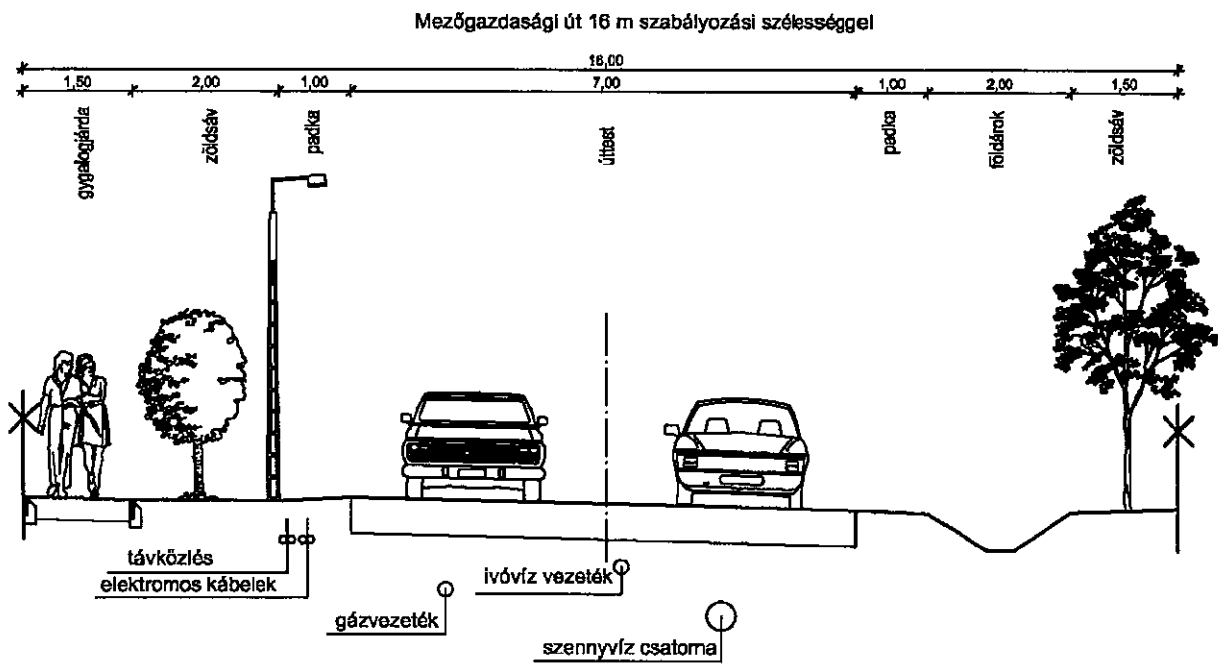 Mezőgazdasági út 16 m szabályozási szélességgel
16,00
1,50 2,00 1,00 7,00 1,00 2,00 1,50
gygalogjárda zöldsáv padka úttest padka földárok zöldsáv
távközlés
elektromos kábelek
ivóvíz vezeték
gázvezeték
szennyvíz csatorna